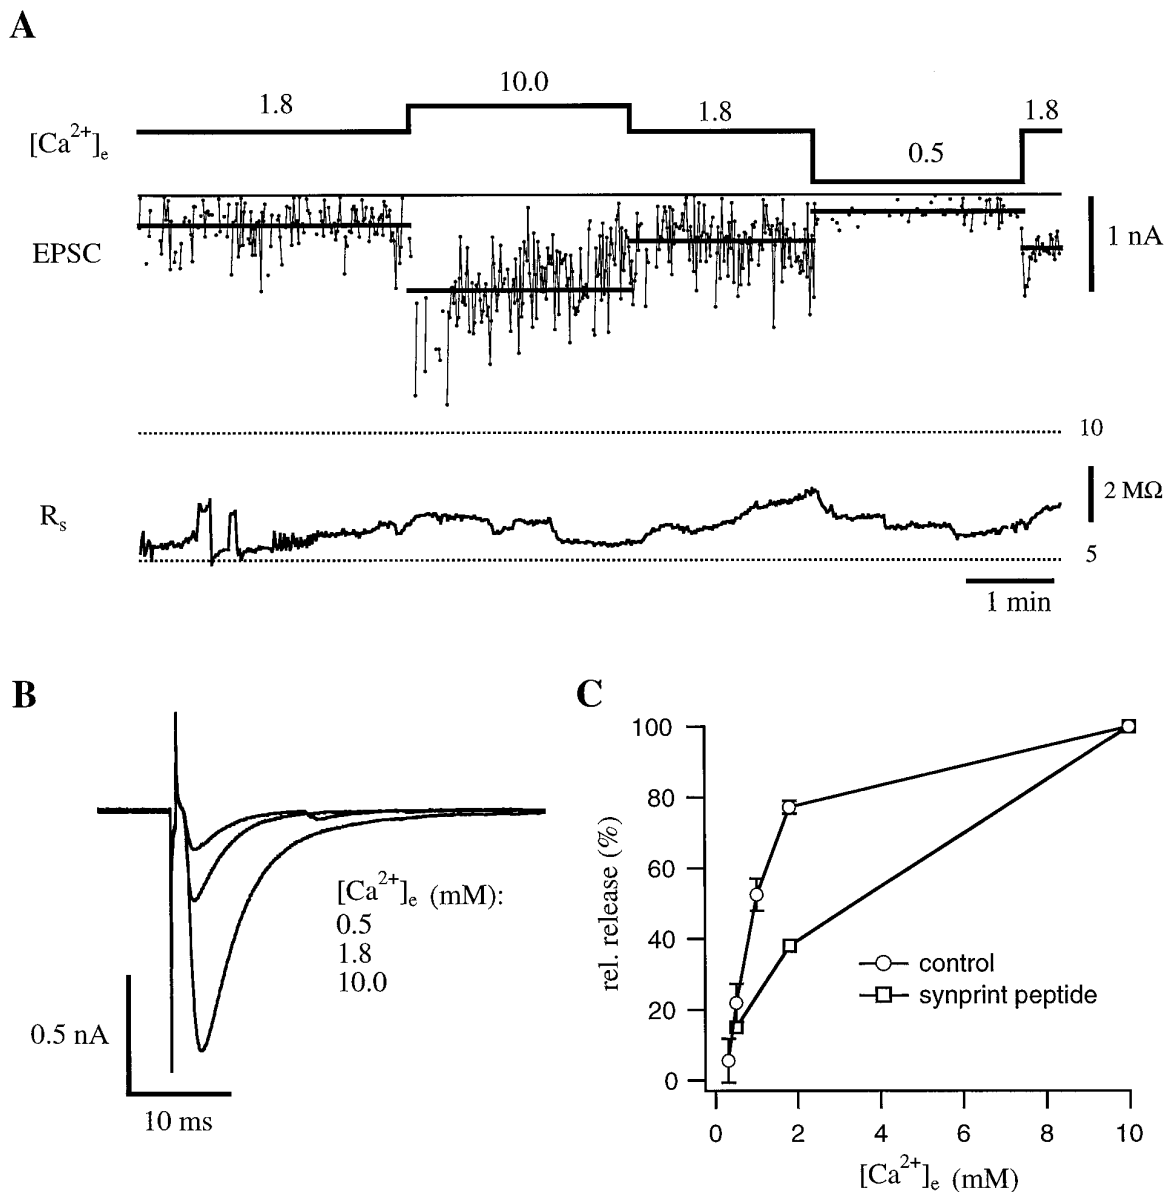 A
10.0
1.8 1.8 1.8
[Ca²⁺]ₑ
0.5
EPSC
1 nA
10
2 MΩ
Rₛ
5
1 min
B
C
100
80
60
40
20
0
rel. release (%)
[Ca²⁺]ₑ (mM):
0.5
1.8
10.0
control
synprint peptide
0.5 nA
10 ms
0 2 4 6 8 10
[Ca²⁺]ₑ (mM)